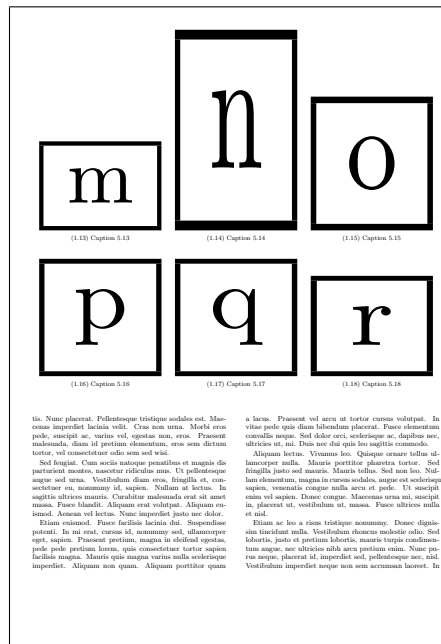 m
n
o
(1.13) Caption 5.13
(1.14) Caption 5.14
(1.15) Caption 5.15
p
q
r
(1.16) Caption 5.16
(1.17) Caption 5.17
(1.18) Caption 5.18
tis. Nunc placerat. Pellentesque tristique sodales est. Mae-
cenas imperdiet lacinia velit. Cras non urna. Morbi eros
pede, suscipit ac, varius vel, egestas non, eros. Praesent
malesuada, diam id pretium elementum, eros sem dictum
tortor, vel consectetuer odio sem sed wisi.
Sed feugiat. Cum sociis natoque penatibus et magnis dis
parturient montes, nascetur ridiculus mus. Ut pellentesque
augue sed urna. Vestibulum diam eros, fringilla et, con-
sectetuer eu, nonummy id, sapien. Nullam at lectus. In
sagittis ultrices mauris. Curabitur malesuada erat sit amet
massa. Fusce blandit. Aliquam erat volutpat. Aliquam eu-
ismod. Aenean vel lectus. Nunc imperdiet justo nec dolor.
Etiam euismod. Fusce facilisis lacinia dui. Suspendisse
potenti. In mi erat, cursus id, nonummy sed, ullamcorper
eget, sapien. Praesent pretium, magna in eleifend egestas,
pede pede pretium lorem, quis consectetuer tortor sapien
facilisis magna. Mauris quis magna varius nulla scelerisque
imperdiet. Aliquam non quam. Aliquam porttitor quam
a lacus. Praesent vel arcu ut tortor cursus volutpat. In
vitae pede quis diam bibendum placerat. Fusce elementum
convallis neque. Sed dolor orci, scelerisque ac, dapibus nec,
ultricies ut, mi. Duis nec dui quis leo sagittis commodo.
Aliquam lectus. Vivamus leo. Quisque ornare tellus ul-
lamcorper nulla. Mauris porttitor pharetra tortor. Sed
fringilla justo sed mauris. Mauris tellus. Sed non leo. Nul-
lam elementum, magna in cursus sodales, augue est scelerisque
sapien, venenatis congue nulla arcu et pede. Ut suscipit
enim vel sapien. Donec congue. Maecenas urna mi, suscipit
in, placerat ut, vestibulum ut, massa. Fusce ultrices nulla
et nisl.
Etiam ac leo a risus tristique nonummy. Donec dignis-
sim tincidunt nulla. Vestibulum rhoncus molestie odio. Sed
lobortis, justo et pretium lobortis, mauris turpis condimen-
tum augue, nec ultricies nibh arcu pretium enim. Nunc pu-
rus neque, placerat id, imperdiet sed, pellentesque nec, nisl.
Vestibulum imperdiet neque non sem accumsan laoreet. In